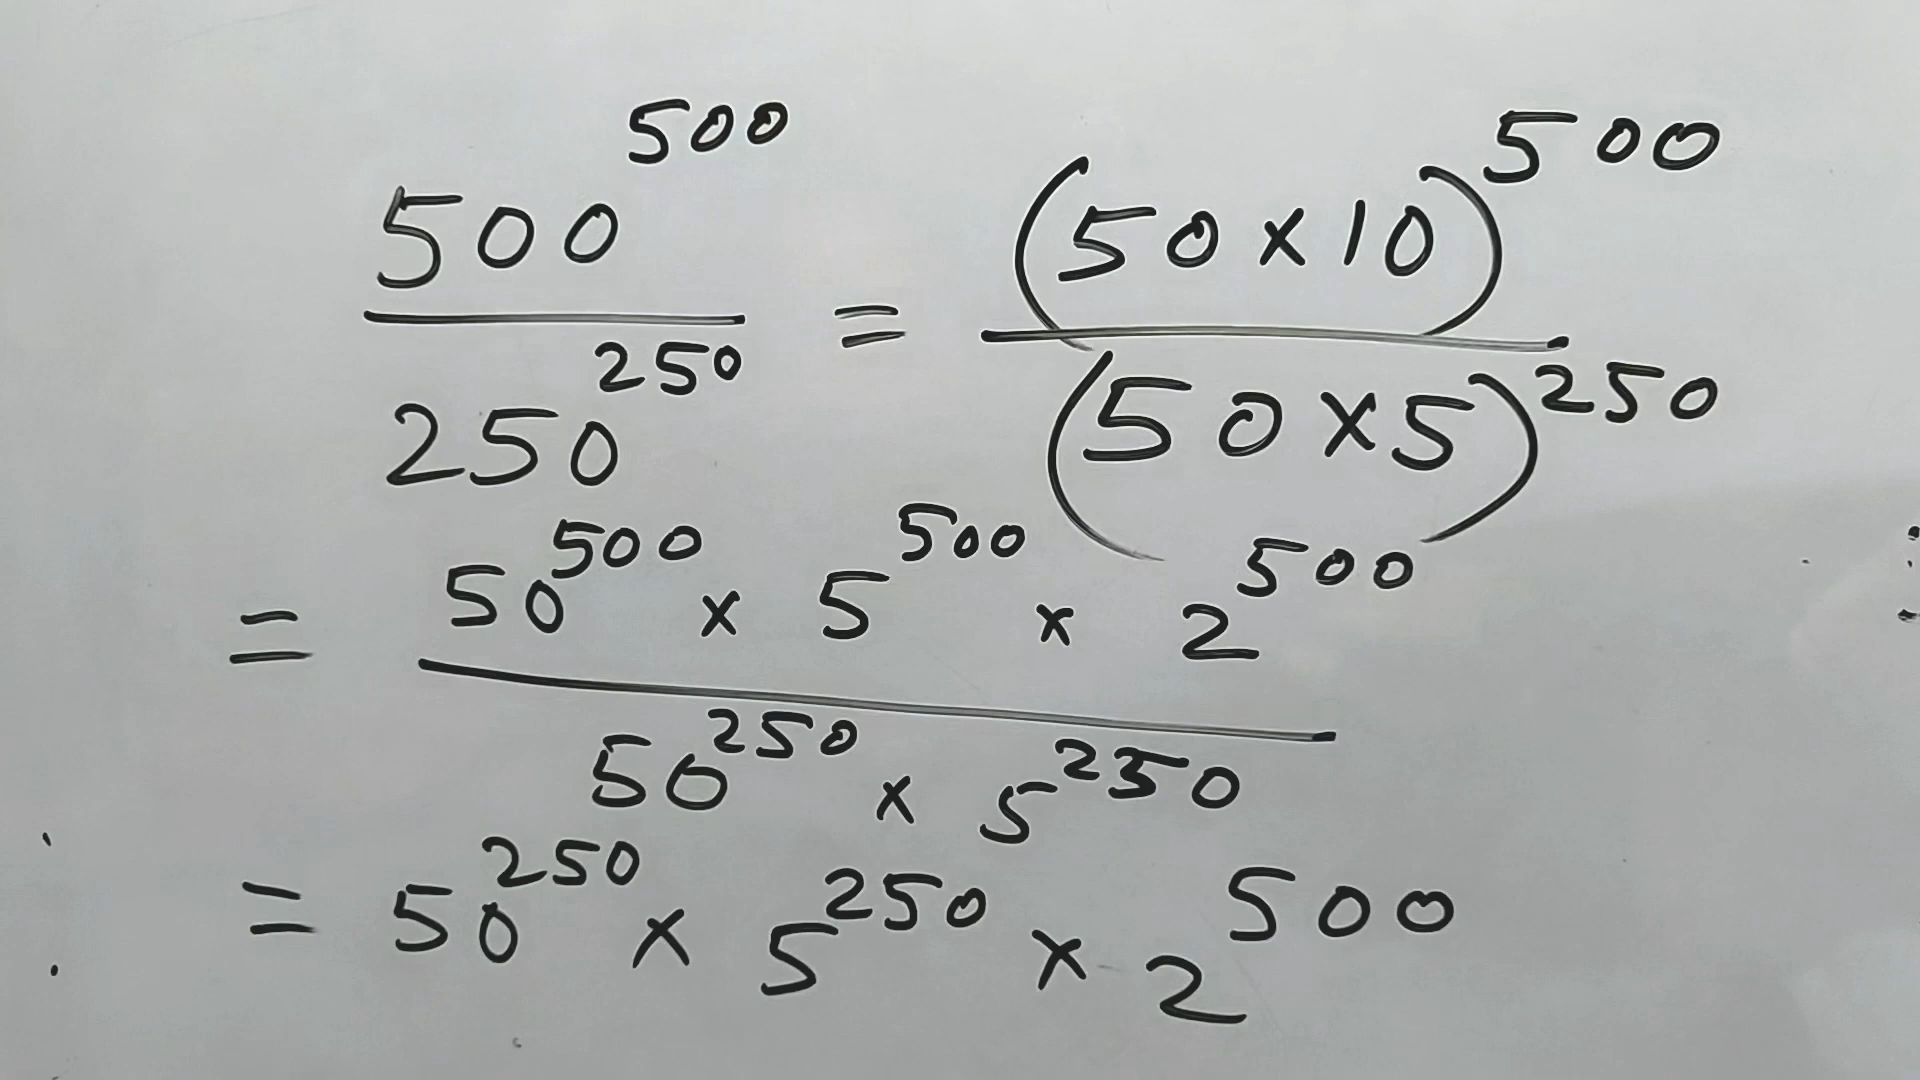 500^500 / 250^250 = (50 x 10)^500 / (50 x 5)^250
= 50^500 x 5^500 x 2^500 / 50^250 x 5^250
= 50^250 x 5^250 x 2^500